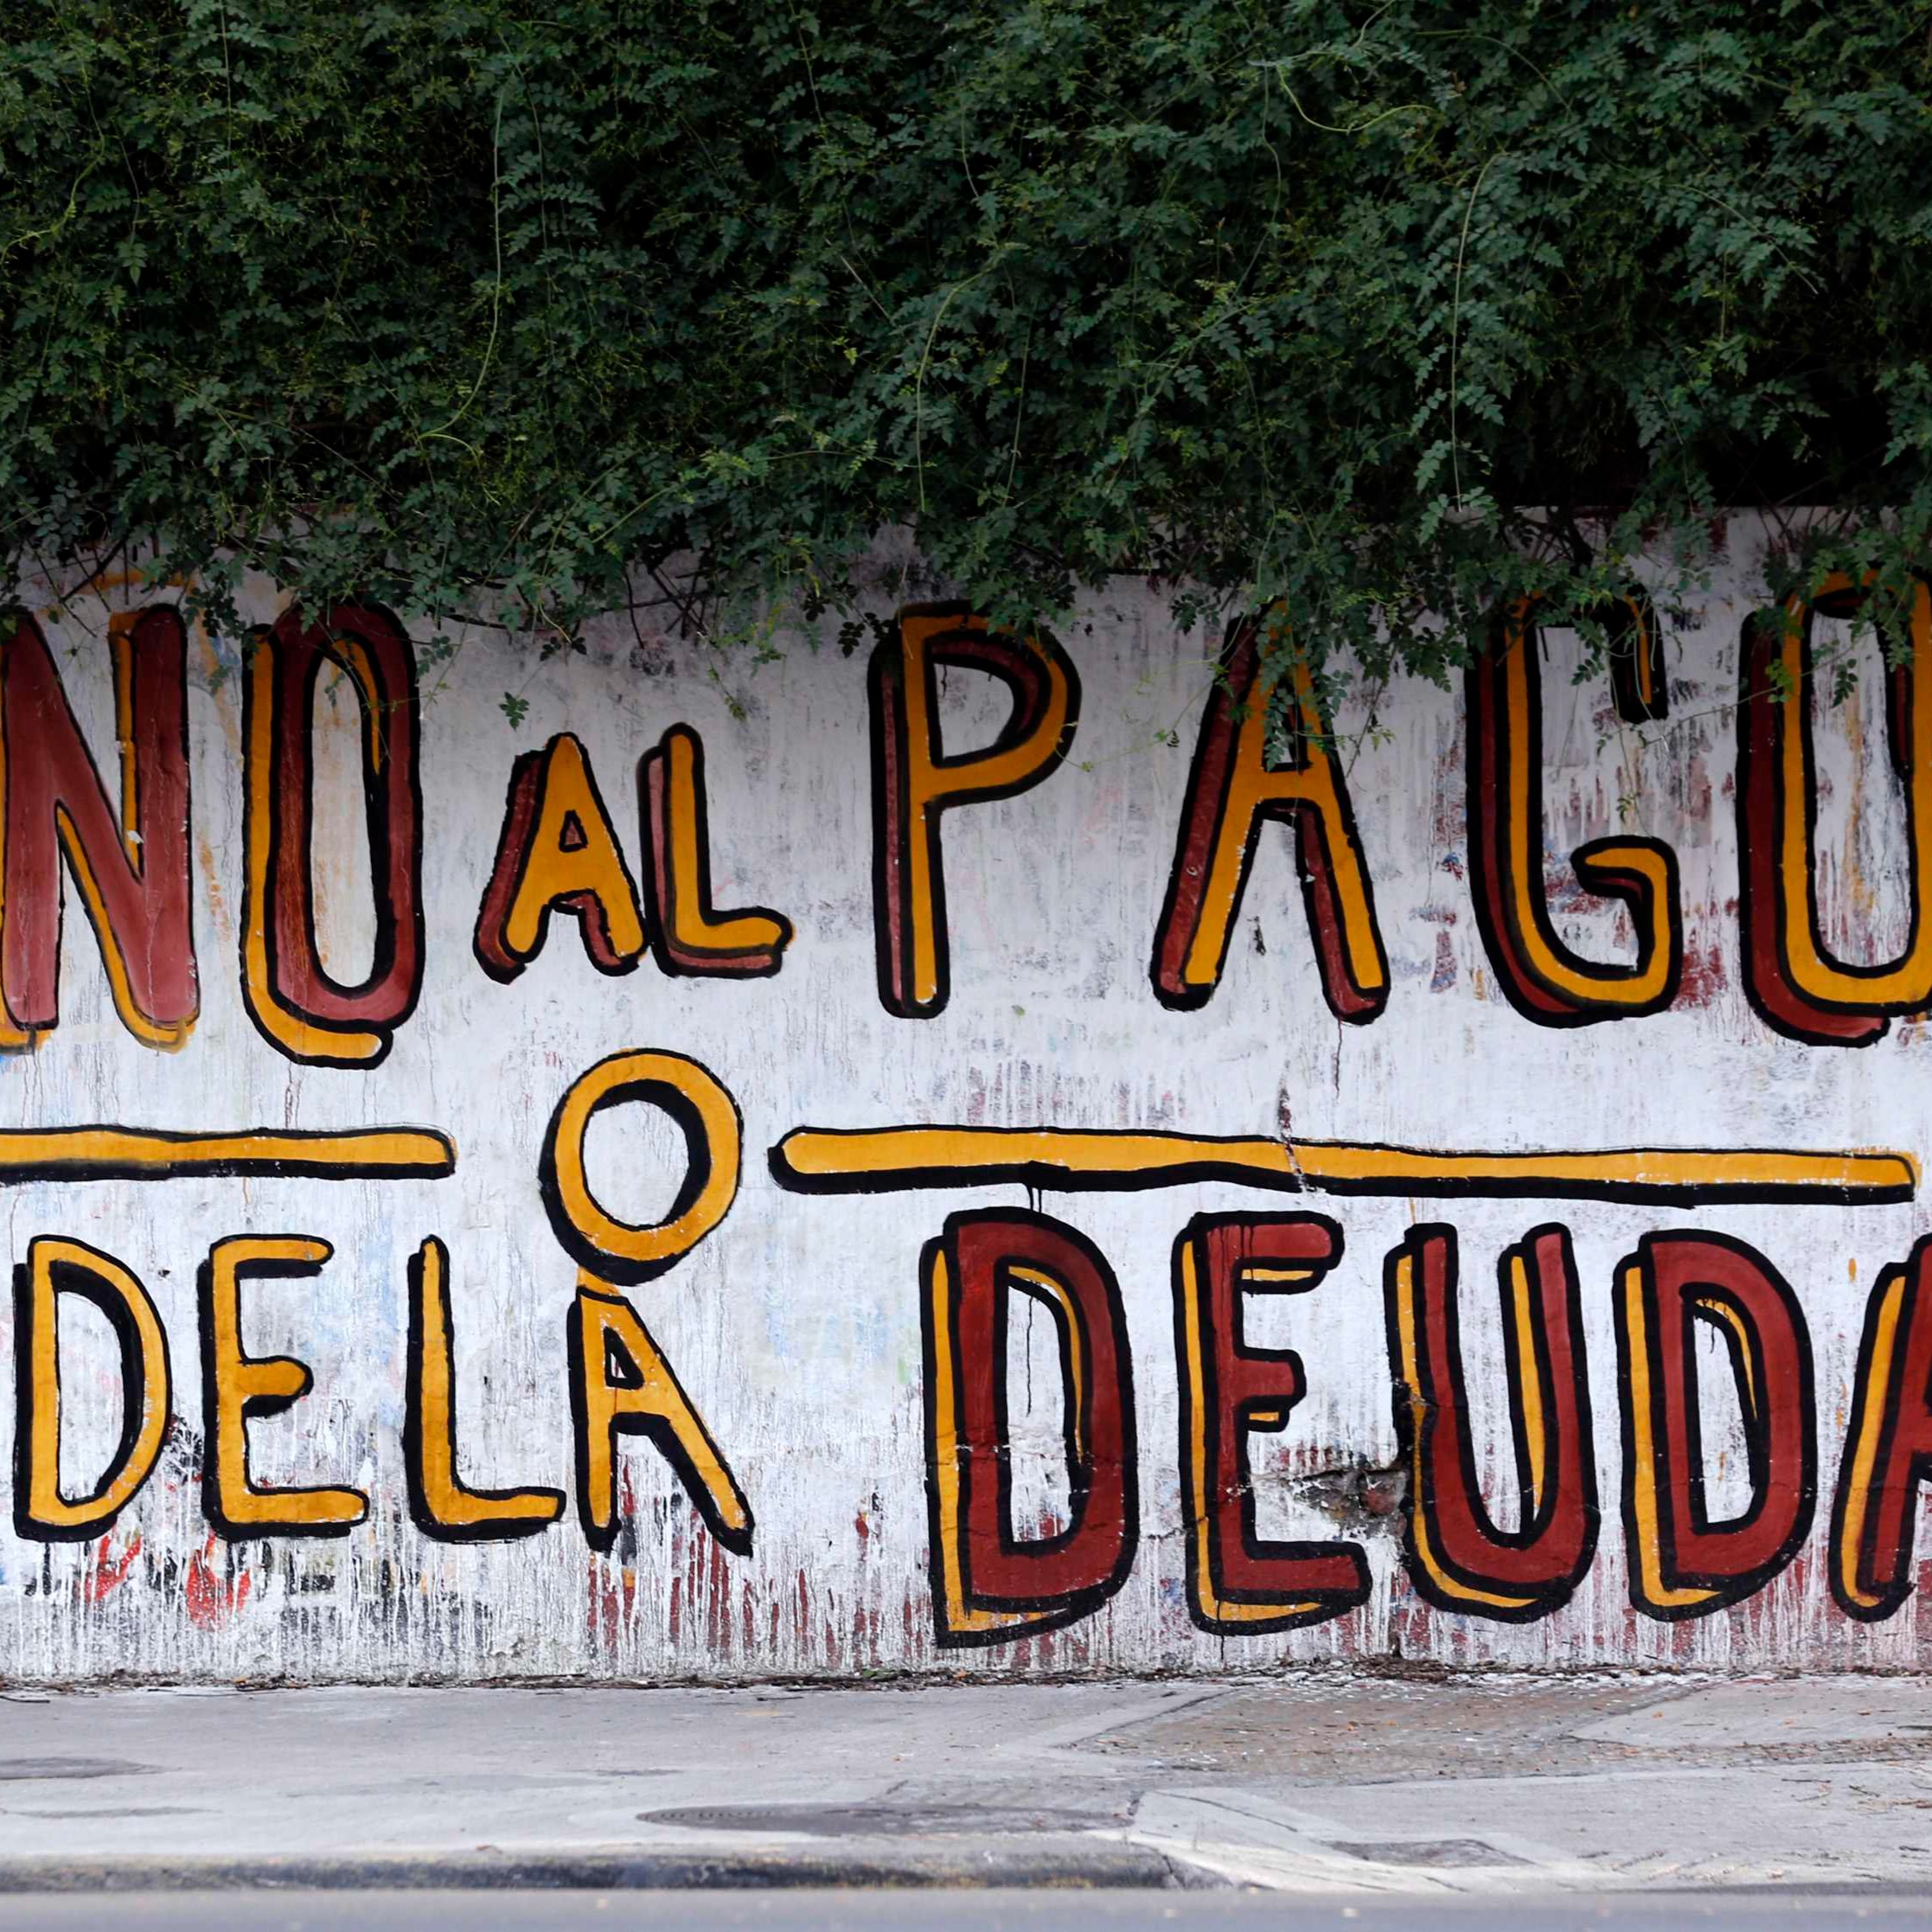 NO AL PAGO
DE LA DEUDA